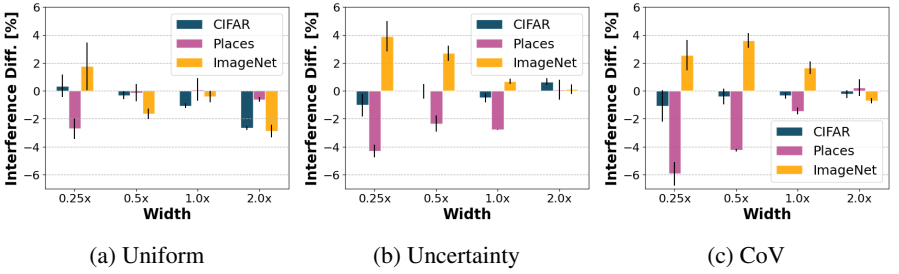 Interference Diff. [%]
6
4
2
0
−2
−4
−6
CIFAR
Places
ImageNet
0.25x 0.5x 1.0x 2.0x
Width
(a) Uniform
Interference Diff. [%]
6
4
2
0
−2
−4
−6
CIFAR
Places
ImageNet
0.25x 0.5x 1.0x 2.0x
Width
(b) Uncertainty
Interference Diff. [%]
6
4
2
0
−2
−4
−6
CIFAR
Places
ImageNet
0.25x 0.5x 1.0x 2.0x
Width
(c) CoV